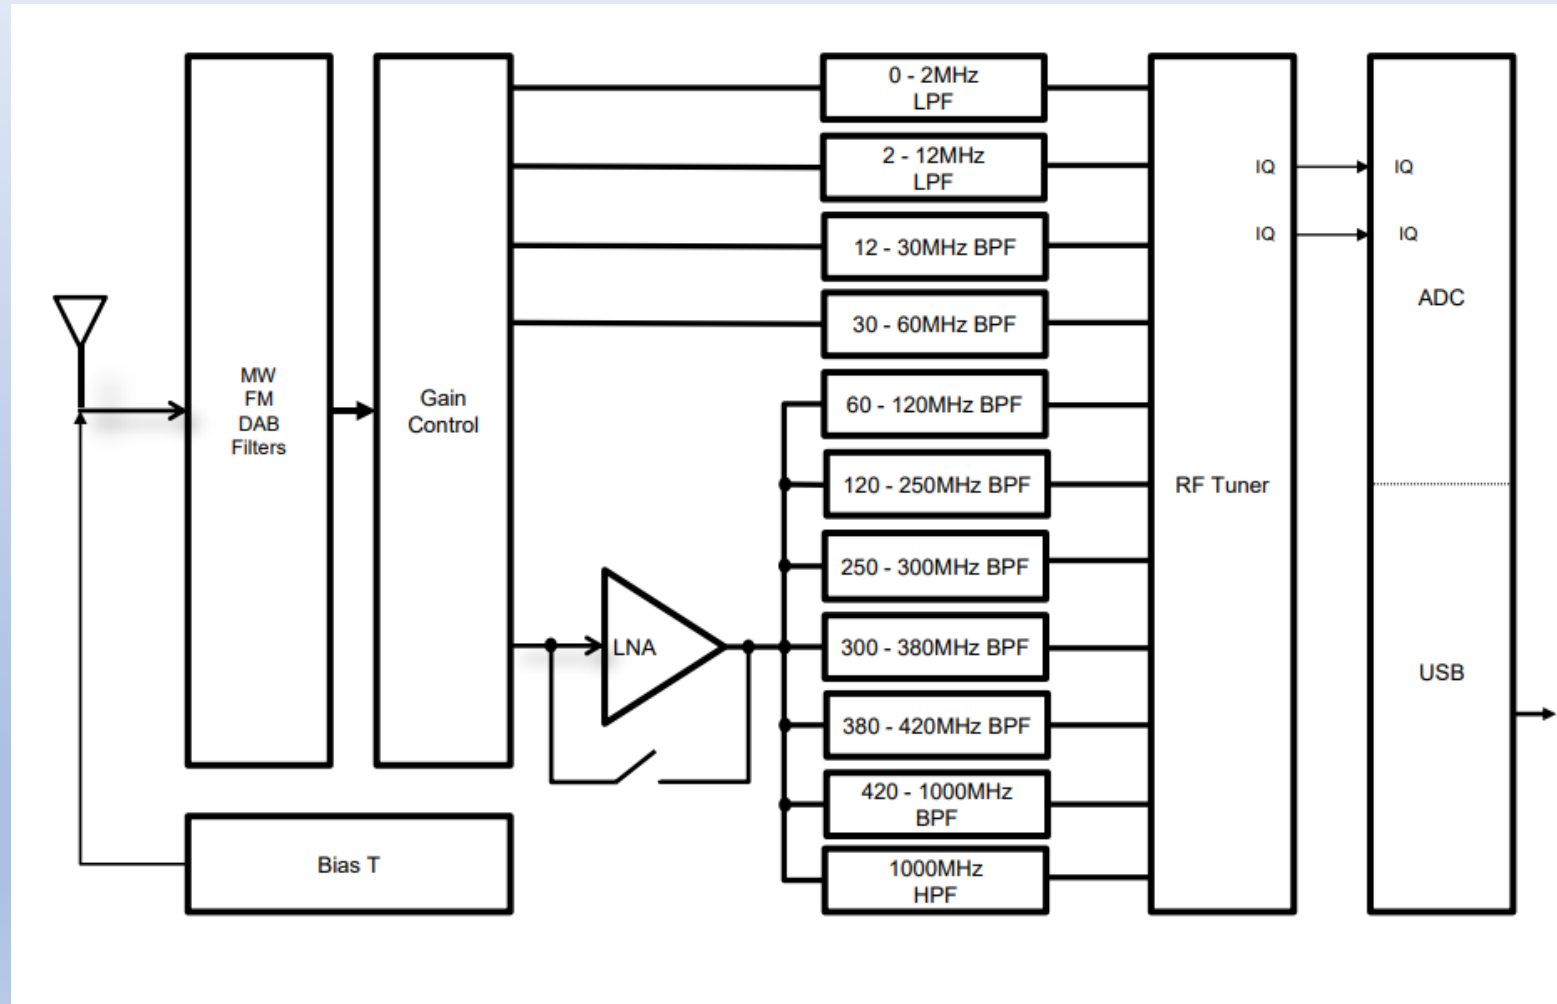 MW
FM
DAB
Filters
Gain
Control
Bias T
LNA
0 - 2MHz
LPF
2 - 12MHz
LPF
12 - 30MHz BPF
30 - 60MHz BPF
60 - 120MHz BPF
120 - 250MHz BPF
250 - 300MHz BPF
300 - 380MHz BPF
380 - 420MHz BPF
420 - 1000MHz
BPF
1000MHz
HPF
RF Tuner
IQ
IQ
IQ
IQ
ADC
USB